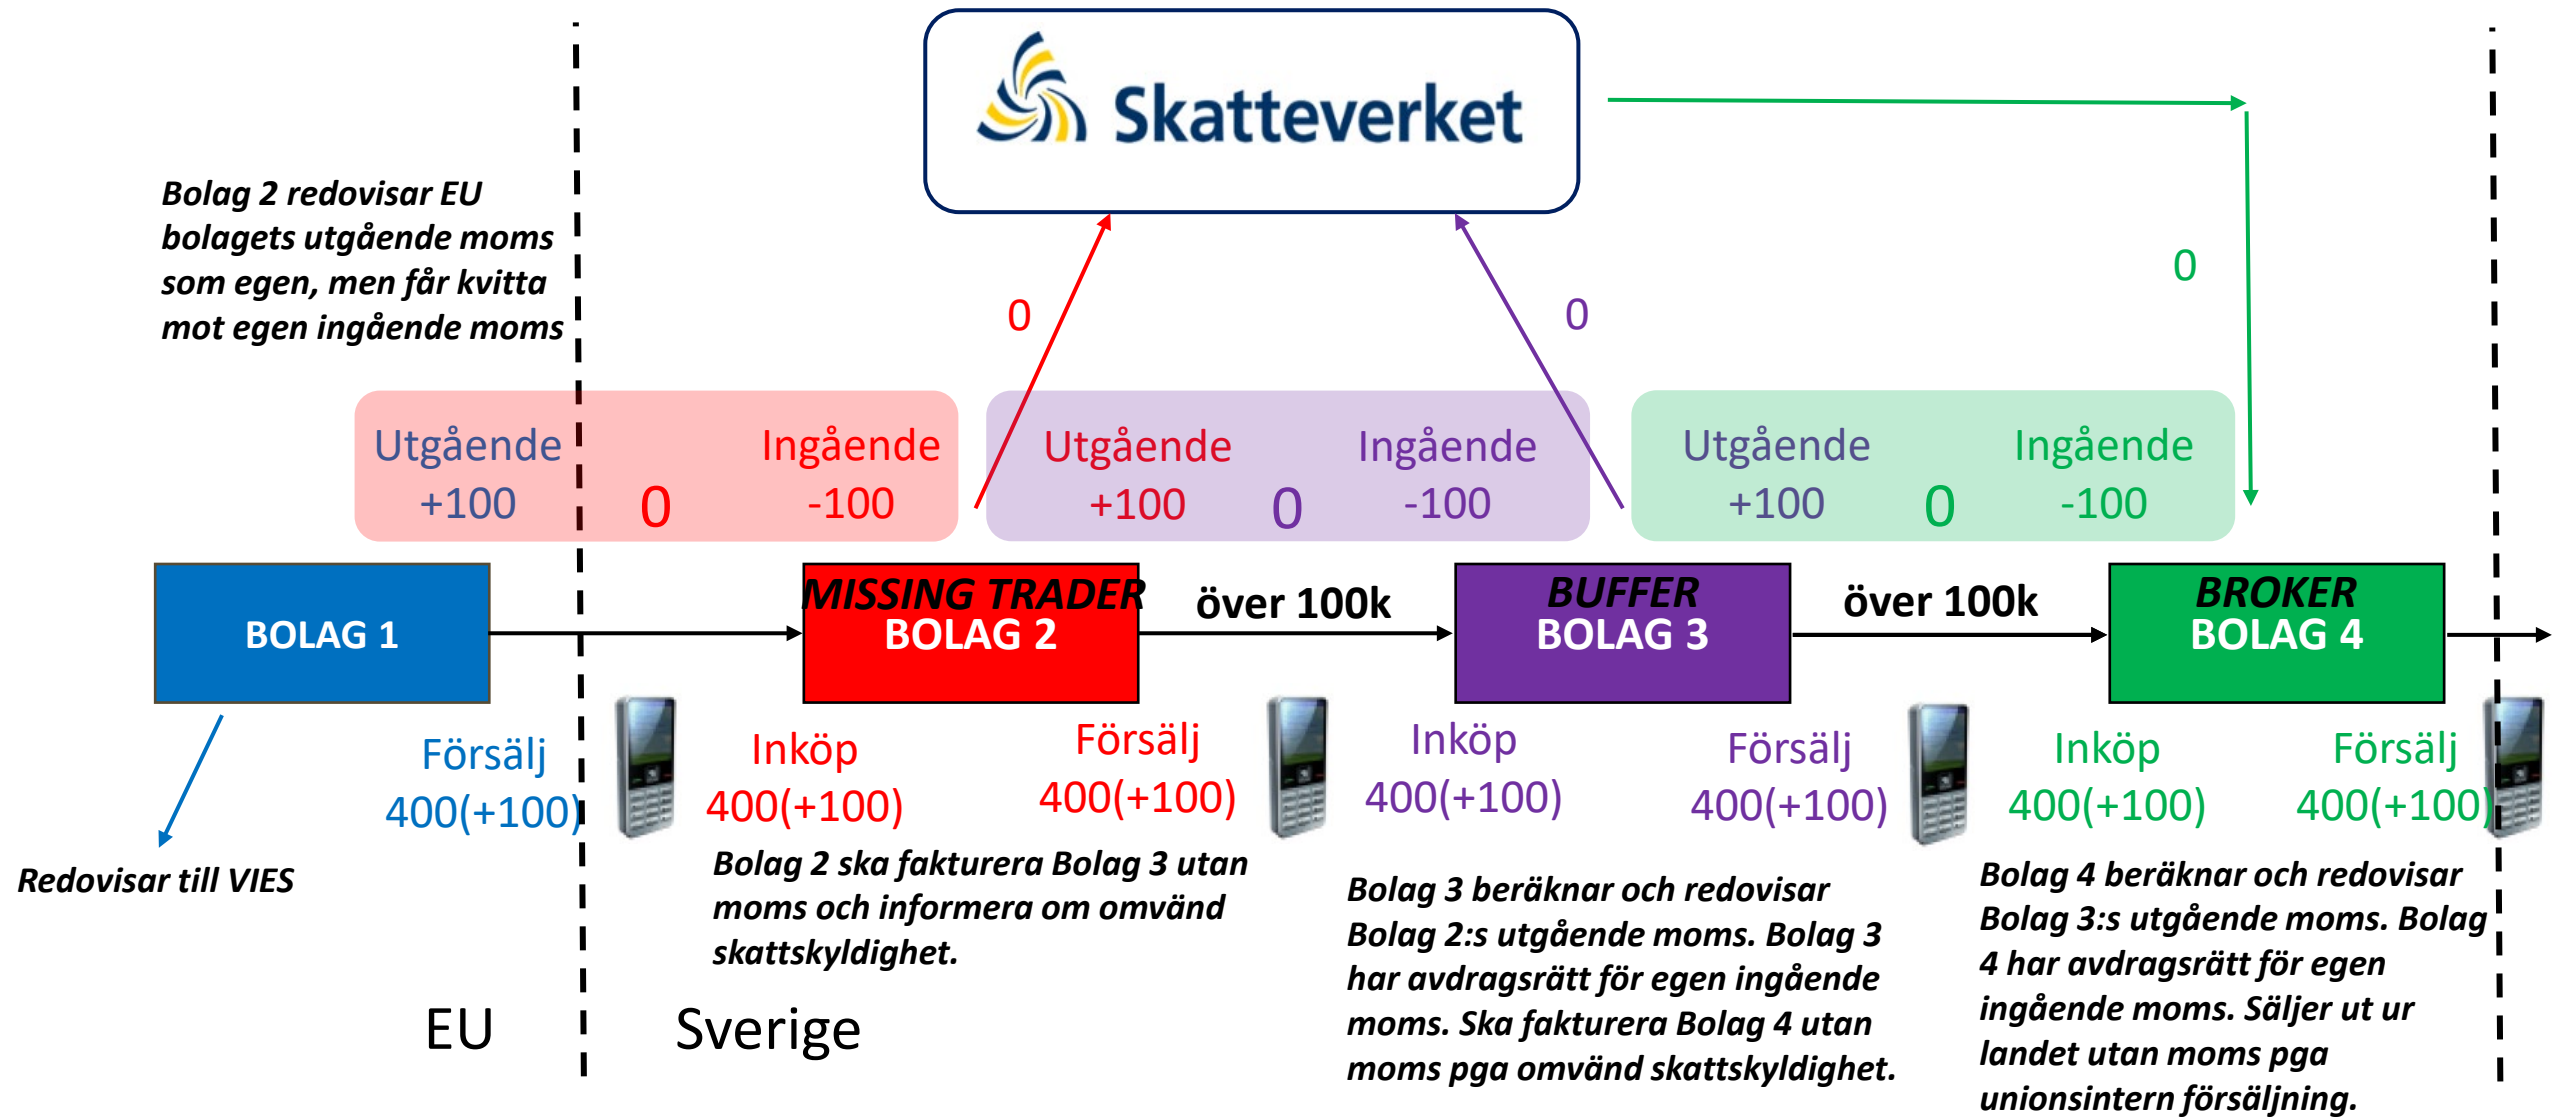 Skatteverket
Bolag 2 redovisar EU
bolagets utgående moms
som egen, men får kvitta
mot egen ingående moms
0
0
0
Utgående
+100
0
Ingående
-100
Utgående
+100
0
Ingående
-100
Utgående
+100
0
Ingående
-100
BOLAG 1
MISSING TRADER
BOLAG 2
över 100k
BUFFER
BOLAG 3
över 100k
BROKER
BOLAG 4
Försälj
400(+100)
Inköp
400(+100)
Försälj
400(+100)
Inköp
400(+100)
Försälj
400(+100)
Inköp
400(+100)
Försälj
400(+100)
Redovisar till VIES
Bolag 2 ska fakturera Bolag 3 utan
moms och informera om omvänd
skattskyldighet.
Bolag 3 beräknar och redovisar
Bolag 2:s utgående moms. Bolag 3
har avdragsrätt för egen ingående
moms. Ska fakturera Bolag 4 utan
moms pga omvänd skattskyldighet.
Bolag 4 beräknar och redovisar
Bolag 3:s utgående moms. Bolag
4 har avdragsrätt för egen
ingående moms. Säljer ut ur
landet utan moms pga
unionsintern försäljning.
EU
Sverige